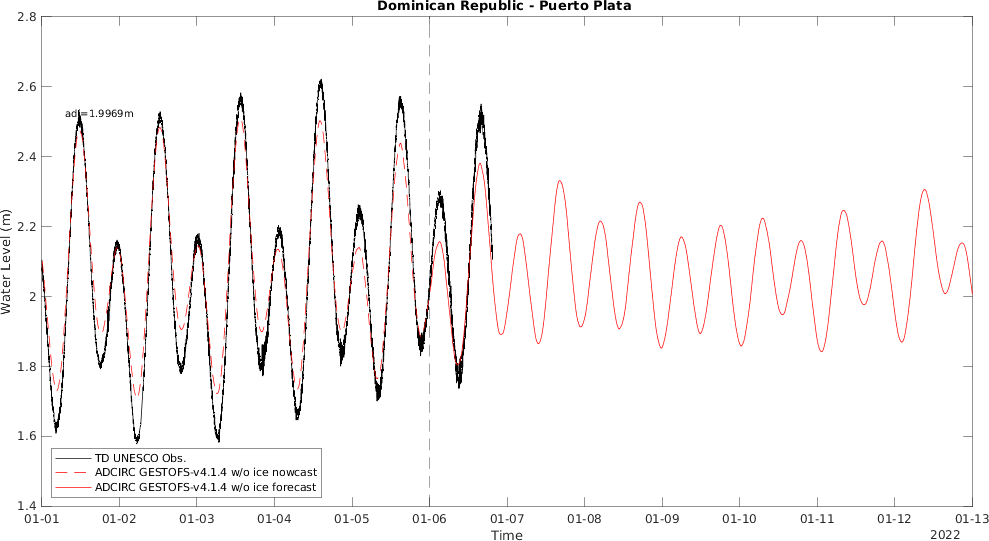 Dominican Republic - Puerto Plata
2.8
2.6
2.4
2.2
2
1.8
1.6
1.4
Water Level (m)
adj=1.9969m
TD UNESCO Obs.
ADCIRC GESTOFS-v4.1.4 w/o ice nowcast
ADCIRC GESTOFS-v4.1.4 w/o ice forecast
01-01 01-02 01-03 01-04 01-05 01-06 01-07 01-08 01-09 01-10 01-11 01-12 01-13
Time
2022